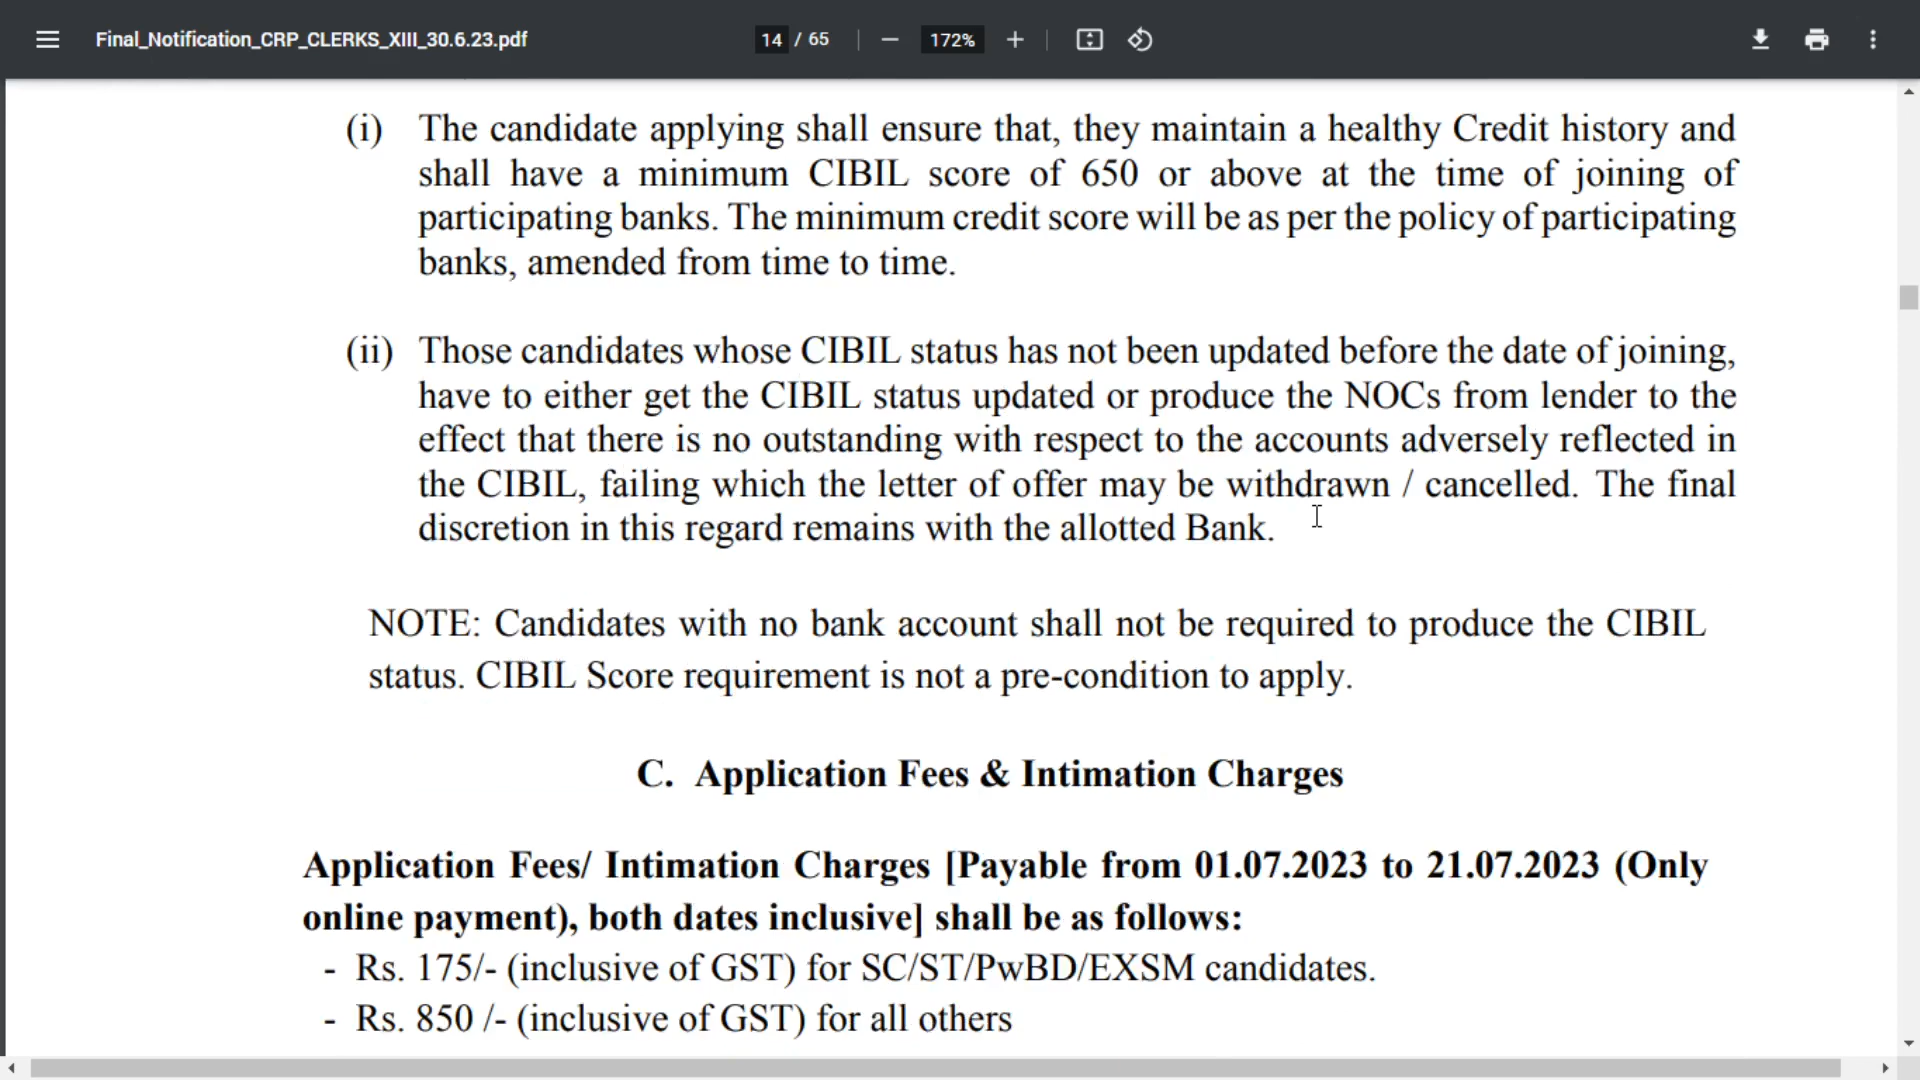 Final_Notification_CRP_CLERKS_XIII_30.6.23.pdf
14 / 65
172%
(i) The candidate applying shall ensure that, they maintain a healthy Credit history and
shall have a minimum CIBIL score of 650 or above at the time of joining of
participating banks. The minimum credit score will be as per the policy of participating
banks, amended from time to time.
(ii) Those candidates whose CIBIL status has not been updated before the date of joining,
have to either get the CIBIL status updated or produce the NOCs from lender to the
effect that there is no outstanding with respect to the accounts adversely reflected in
the CIBIL, failing which the letter of offer may be withdrawn / cancelled. The final
discretion in this regard remains with the allotted Bank.
NOTE: Candidates with no bank account shall not be required to produce the CIBIL
status. CIBIL Score requirement is not a pre-condition to apply.
C. Application Fees & Intimation Charges
Application Fees/ Intimation Charges [Payable from 01.07.2023 to 21.07.2023 (Only
online payment), both dates inclusive] shall be as follows:
- Rs. 175/- (inclusive of GST) for SC/ST/PwBD/EXSM candidates.
- Rs. 850 /- (inclusive of GST) for all others